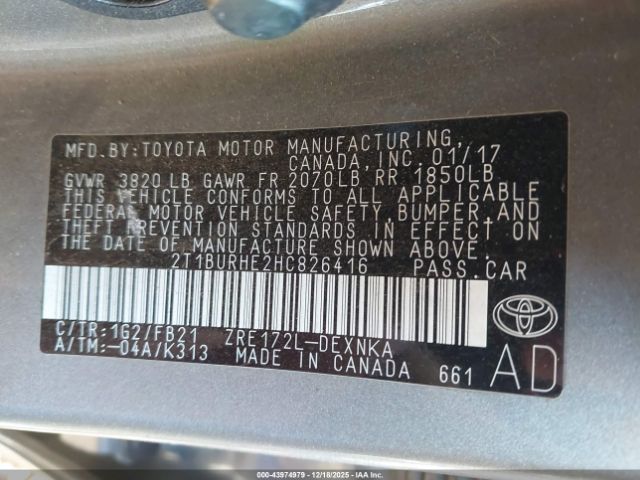 MFD.BY:TOYOTA MOTOR MANUFACTURING,
CANADA,INC.01/17
GVWR 3820 LB GAWR FR 2070LB,RR 1850LB
THIS VEHICLE CONFORMS TO ALL APPLICABLE
FEDERAL MOTOR VEHICLE SAFETY,BUMPER,AND
THEFT PREVENTION STANDARDS IN EFFECT ON
THE DATE OF MANUFACTURE SHOWN ABOVE.
2T1BURHE2HC826416 PASS.CAR
C/TR:1G2/FB21 ZRE172L-DEXNKA
A/TM:-04A/K313 MADE IN CANADA 661
AD
© IAA - 43974979 - 12/18/2025 - IAAI.COM